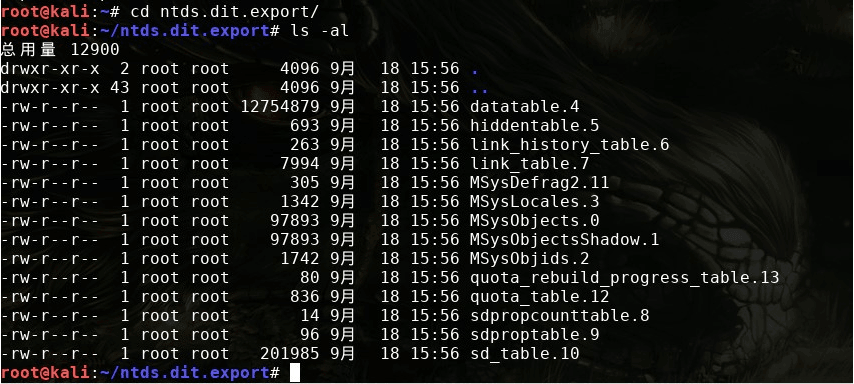 root@kali:~# cd ntds.dit.export/
root@kali:~/ntds.dit.export# ls -al
总用量 12900
drwxr-xr-x  2 root root     4096 9月  18 15:56 .
drwxr-xr-x 43 root root     4096 9月  18 15:56 ..
-rw-r--r--  1 root root 12754879 9月  18 15:56 datatable.4
-rw-r--r--  1 root root      693 9月  18 15:56 hiddentable.5
-rw-r--r--  1 root root      263 9月  18 15:56 link_history_table.6
-rw-r--r--  1 root root     7994 9月  18 15:56 link_table.7
-rw-r--r--  1 root root      305 9月  18 15:56 MSysDefrag2.11
-rw-r--r--  1 root root     1342 9月  18 15:56 MSysLocales.3
-rw-r--r--  1 root root    97893 9月  18 15:56 MSysObjects.0
-rw-r--r--  1 root root    97893 9月  18 15:56 MSysObjectsShadow.1
-rw-r--r--  1 root root     1742 9月  18 15:56 MSysObjids.2
-rw-r--r--  1 root root       80 9月  18 15:56 quota_rebuild_progress_table.13
-rw-r--r--  1 root root      836 9月  18 15:56 quota_table.12
-rw-r--r--  1 root root       14 9月  18 15:56 sdpropcounttable.8
-rw-r--r--  1 root root       96 9月  18 15:56 sdproptable.9
-rw-r--r--  1 root root   201985 9月  18 15:56 sd_table.10
root@kali:~/ntds.dit.export#